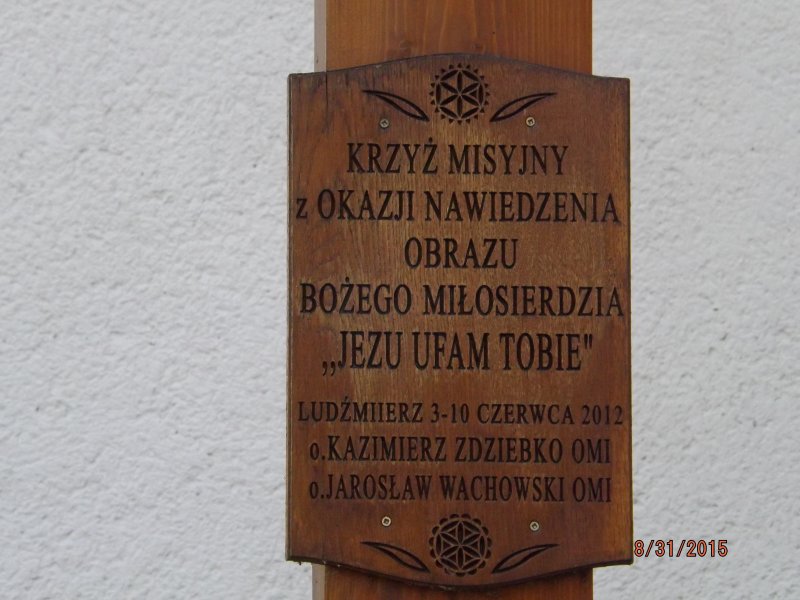 KRZYŻ MISYJNY
z OKAZJI NAWIEDZENIA
OBRAZU
BOŻEGO MIŁOSIERDZIA
,,JEZU UFAM TOBIE"
LUDŹMIIERZ 3-10 CZERWCA 2012
o.KAZIMIERZ ZDZIEBKO OMI
o.JAROSŁAW WACHOWSKI OMI
8/31/2015